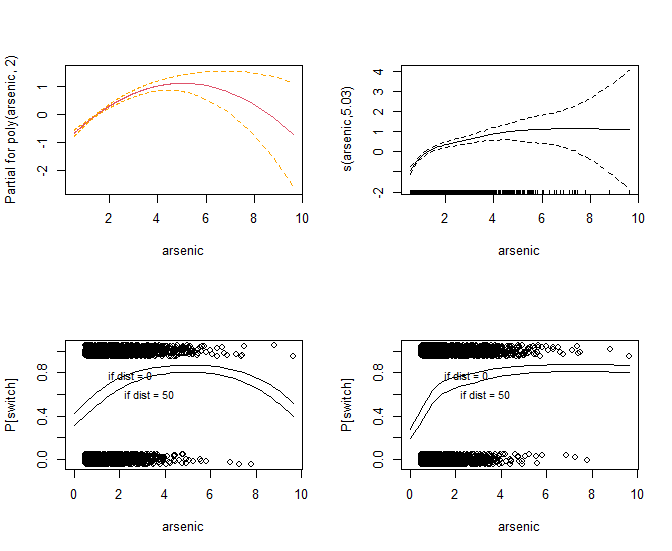 Partial for poly(arsenic, 2)
-2 -1 0 1
2 4 6 8 10
arsenic
s(arsenic,5.03)
-2 0 1 2 3 4
2 4 6 8 10
arsenic
P[switch]
0.0 0.4 0.8
if dist = 0
if dist = 50
0 2 4 6 8 10
arsenic
P[switch]
0.0 0.4 0.8
if dist = 0
if dist = 50
0 2 4 6 8 10
arsenic